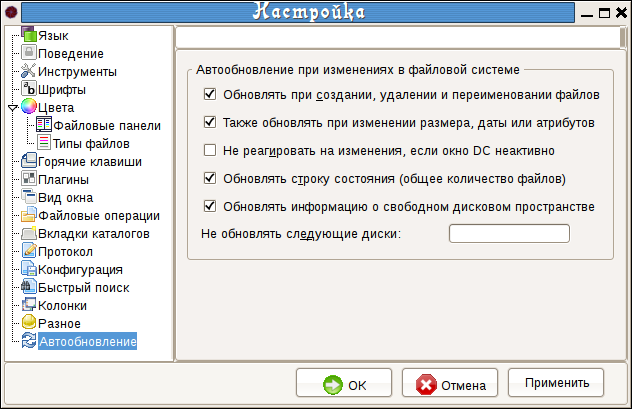 Настройка
Язык
Поведение
Инструменты
Шрифты
Цвета
Файловые панели
Типы файлов
Горячие клавиши
Плагины
Вид окна
Файловые операции
Вкладки каталогов
Протокол
Конфигурация
Быстрый поиск
Колонки
Разное
Автообновление
Автообновление при изменениях в файловой системе
Обновлять при создании, удалении и переименовании файлов
Также обновлять при изменении размера, даты или атрибутов
Не реагировать на изменения, если окно DC неактивно
Обновлять строку состояния (общее количество файлов)
Обновлять информацию о свободном дисковом пространстве
Не обновлять следующие диски:
ОК
Отмена
Применить